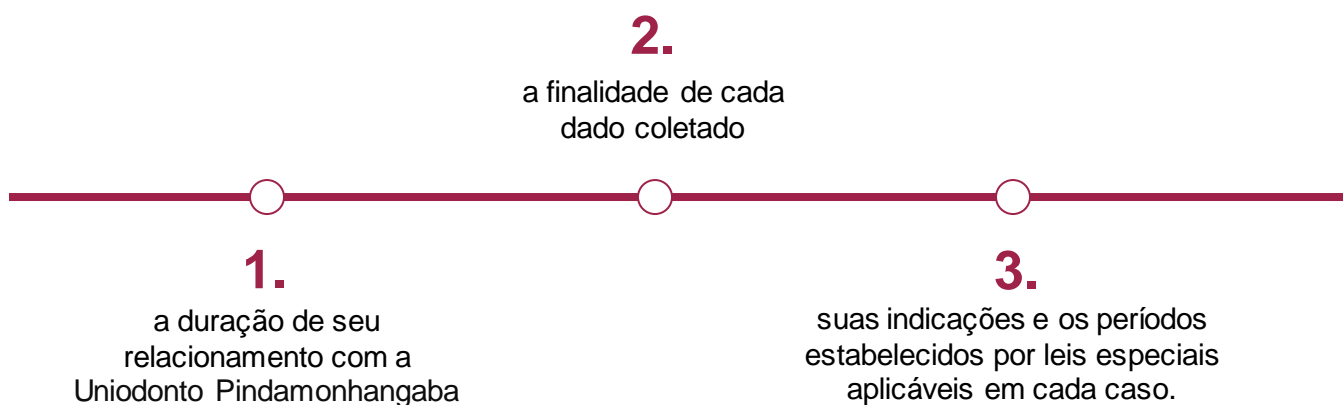 1.
a duração de seu
relacionamento com a
Uniodonto Pindamonhangaba
2.
a finalidade de cada
dado coletado
3.
suas indicações e os períodos
estabelecidos por leis especiais
aplicáveis em cada caso.